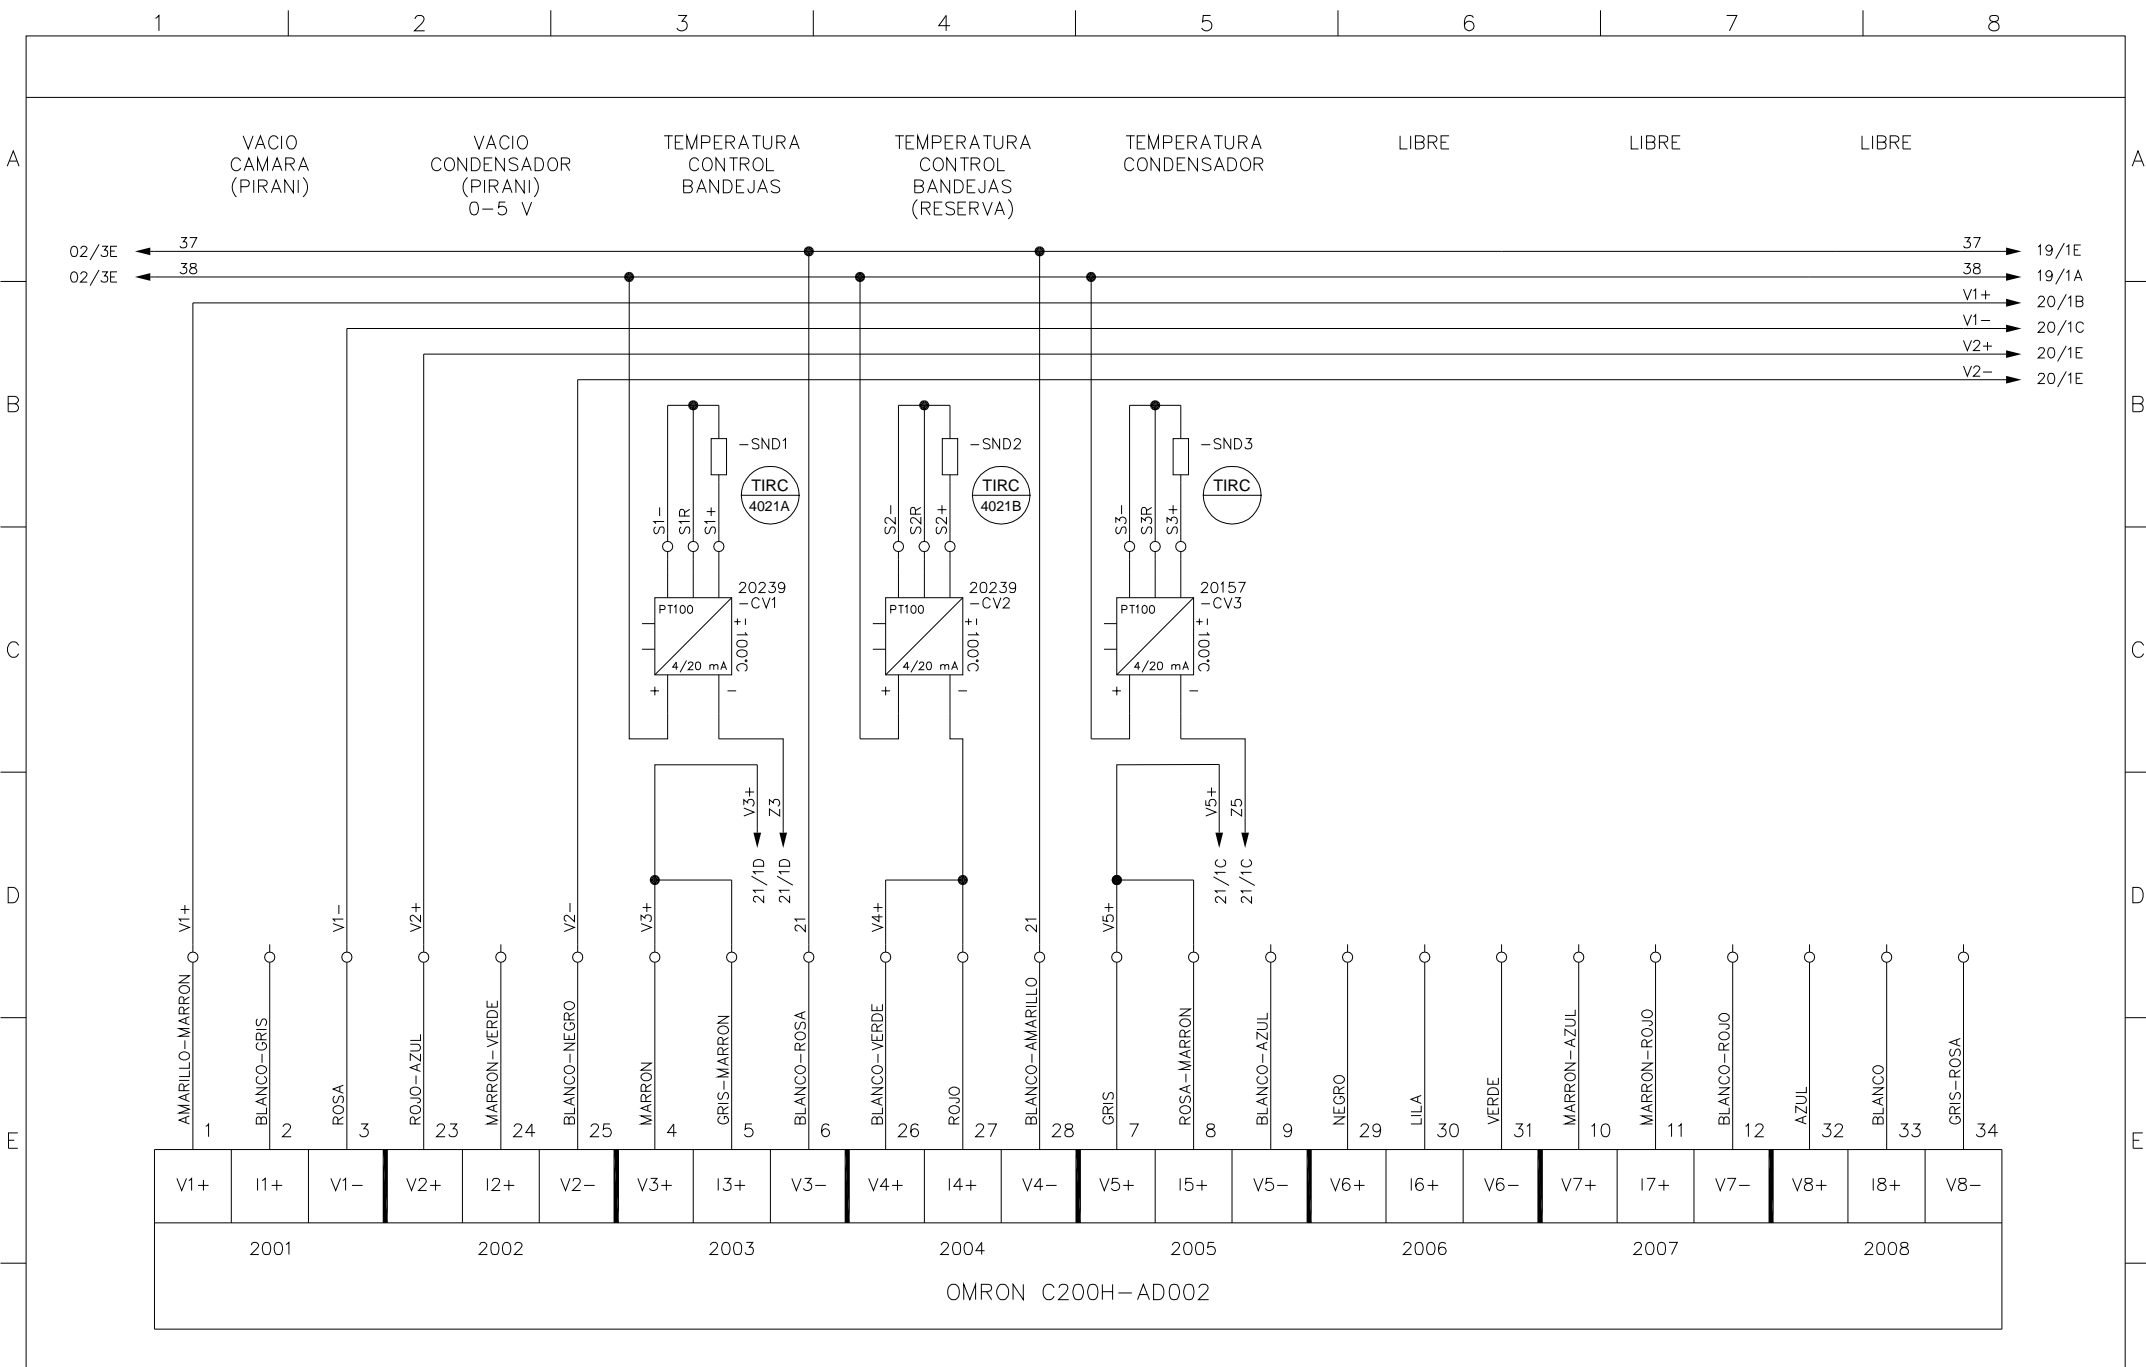 1 2 3 4 5 6 7 8
A A
VACIO
CAMARA
(PIRANI)
VACIO
CONDENSADOR
(PIRANI)
0-5 V
TEMPERATURA
CONTROL
BANDEJAS
TEMPERATURA
CONTROL
BANDEJAS
(RESERVA)
TEMPERATURA
CONDENSADOR
LIBRE
LIBRE
LIBRE
02/3E 37 37 19/1E
02/3E 38 38 19/1A
V1+ 20/1B
V1- 20/1C
V2+ 20/1E
V2- 20/1E
B B
-SND1
TIRC
4021A
S1- S1R S1+
-SND2
TIRC
4021B
S2- S2R S2+
-SND3
TIRC
S3- S3R S3+
C C
20239
-CV1
PT100
4/20 mA
+-100°C
+ -
20239
-CV2
PT100
4/20 mA
+-100°C
+ -
20157
-CV3
PT100
4/20 mA
+-100°C
+ -
V3+ Z3
21/1D 21/1D
V5+ Z5
21/1C 21/1C
D D
V1+ V1- V2+ V2- V3+ 21 V4+ 21 V5+
AMARILLO-MARRON
BLANCO-GRIS
ROSA
ROJO-AZUL
MARRON-VERDE
BLANCO-NEGRO
MARRON
GRIS-MARRON
BLANCO-ROSA
BLANCO-VERDE
ROJO
BLANCO-AMARILLO
GRIS
ROSA-MARRON
BLANCO-AZUL
NEGRO
LILA
VERDE
MARRON-AZUL
MARRON-ROJO
BLANCO-ROJO
AZUL
BLANCO
GRIS-ROSA
E E
1 2 3 23 24 25 4 5 6 26 27 28 7 8 9 29 30 31 10 11 12 32 33 34
V1+ I1+ V1- V2+ I2+ V2- V3+ I3+ V3- V4+ I4+ V4- V5+ I5+ V5- V6+ I6+ V6- V7+ I7+ V7- V8+ I8+ V8-
2001 2002 2003 2004 2005 2006 2007 2008
OMRON C200H-AD002